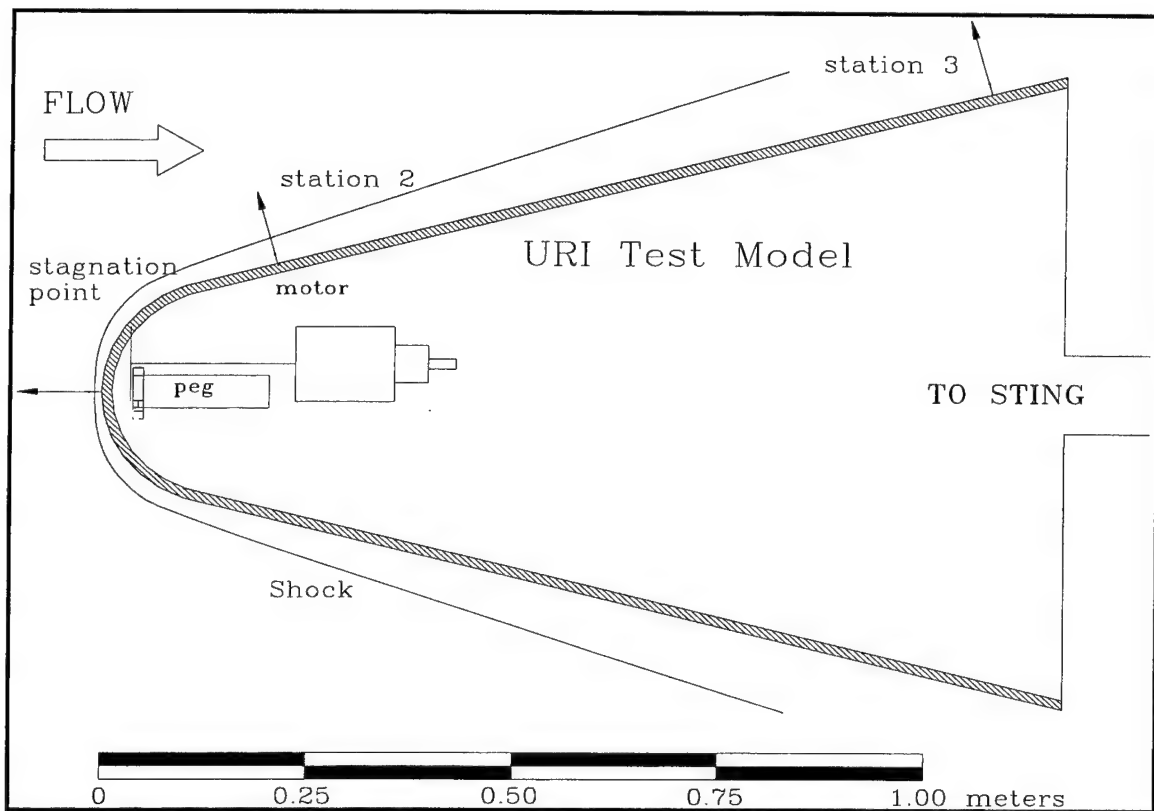 station 3
FLOW
station 2
URI Test Model
stagnation
point
motor
peg
TO STING
Shock
0 0.25 0.50 0.75 1.00 meters